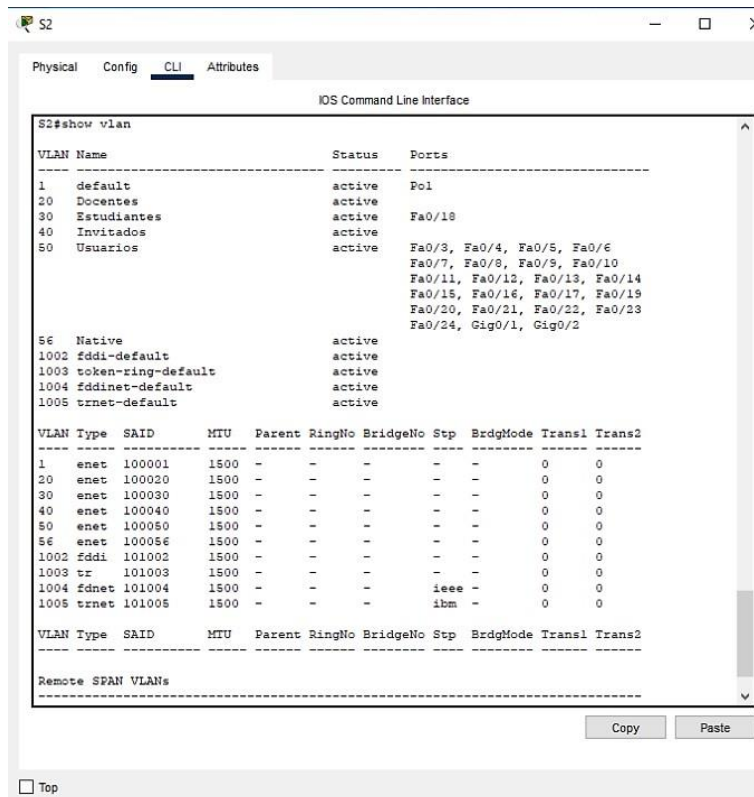 S2
Physical Config CLI Attributes
IOS Command Line Interface
S2#show vlan
VLAN Name Status Ports
---- -------------------------------- --------- -------------------------------
1 default active Po1
20 Docentes active
30 Estudiantes active Fa0/18
40 Invitados active
50 Usuarios active Fa0/3, Fa0/4, Fa0/5, Fa0/6
Fa0/7, Fa0/8, Fa0/9, Fa0/10
Fa0/11, Fa0/12, Fa0/13, Fa0/14
Fa0/15, Fa0/16, Fa0/17, Fa0/19
Fa0/20, Fa0/21, Fa0/22, Fa0/23
Fa0/24, Gig0/1, Gig0/2
56 Native active
1002 fddi-default active
1003 token-ring-default active
1004 fddinet-default active
1005 trnet-default active
VLAN Type SAID MTU Parent RingNo BridgeNo Stp BrdgMode Trans1 Trans2
---- ----- ---------- ----- ------ ------ -------- ---- -------- ------ ------
1 enet 100001 1500 - - - - - 0 0
20 enet 100020 1500 - - - - - 0 0
30 enet 100030 1500 - - - - - 0 0
40 enet 100040 1500 - - - - - 0 0
50 enet 100050 1500 - - - - - 0 0
56 enet 100056 1500 - - - - - 0 0
1002 fddi 101002 1500 - - - - - 0 0
1003 tr 101003 1500 - - - - - 0 0
1004 fdnet 101004 1500 - - - ieee - 0 0
1005 trnet 101005 1500 - - - ibm - 0 0
VLAN Type SAID MTU Parent RingNo BridgeNo Stp BrdgMode Trans1 Trans2
---- ----- ---------- ----- ------ ------ -------- ---- -------- ------ ------
Remote SPAN VLANs
------------------------------------------------------------------------------
Copy Paste
Top